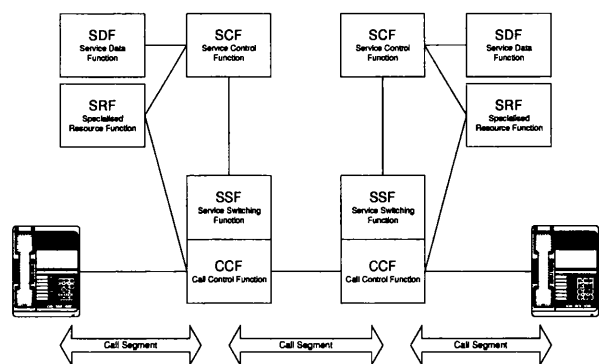 SDF
Service Data
Function
SCF
Service Control
Function
SCF
Service Control
Function
SDF
Service Data
Function
SRF
Specialised
Resource Function
SRF
Specialised
Resource Function
SSF
Service Switching
Function
SSF
Service Switching
Function
CCF
Call Control Function
CCF
Call Control Function
Call Segment
Call Segment
Call Segment